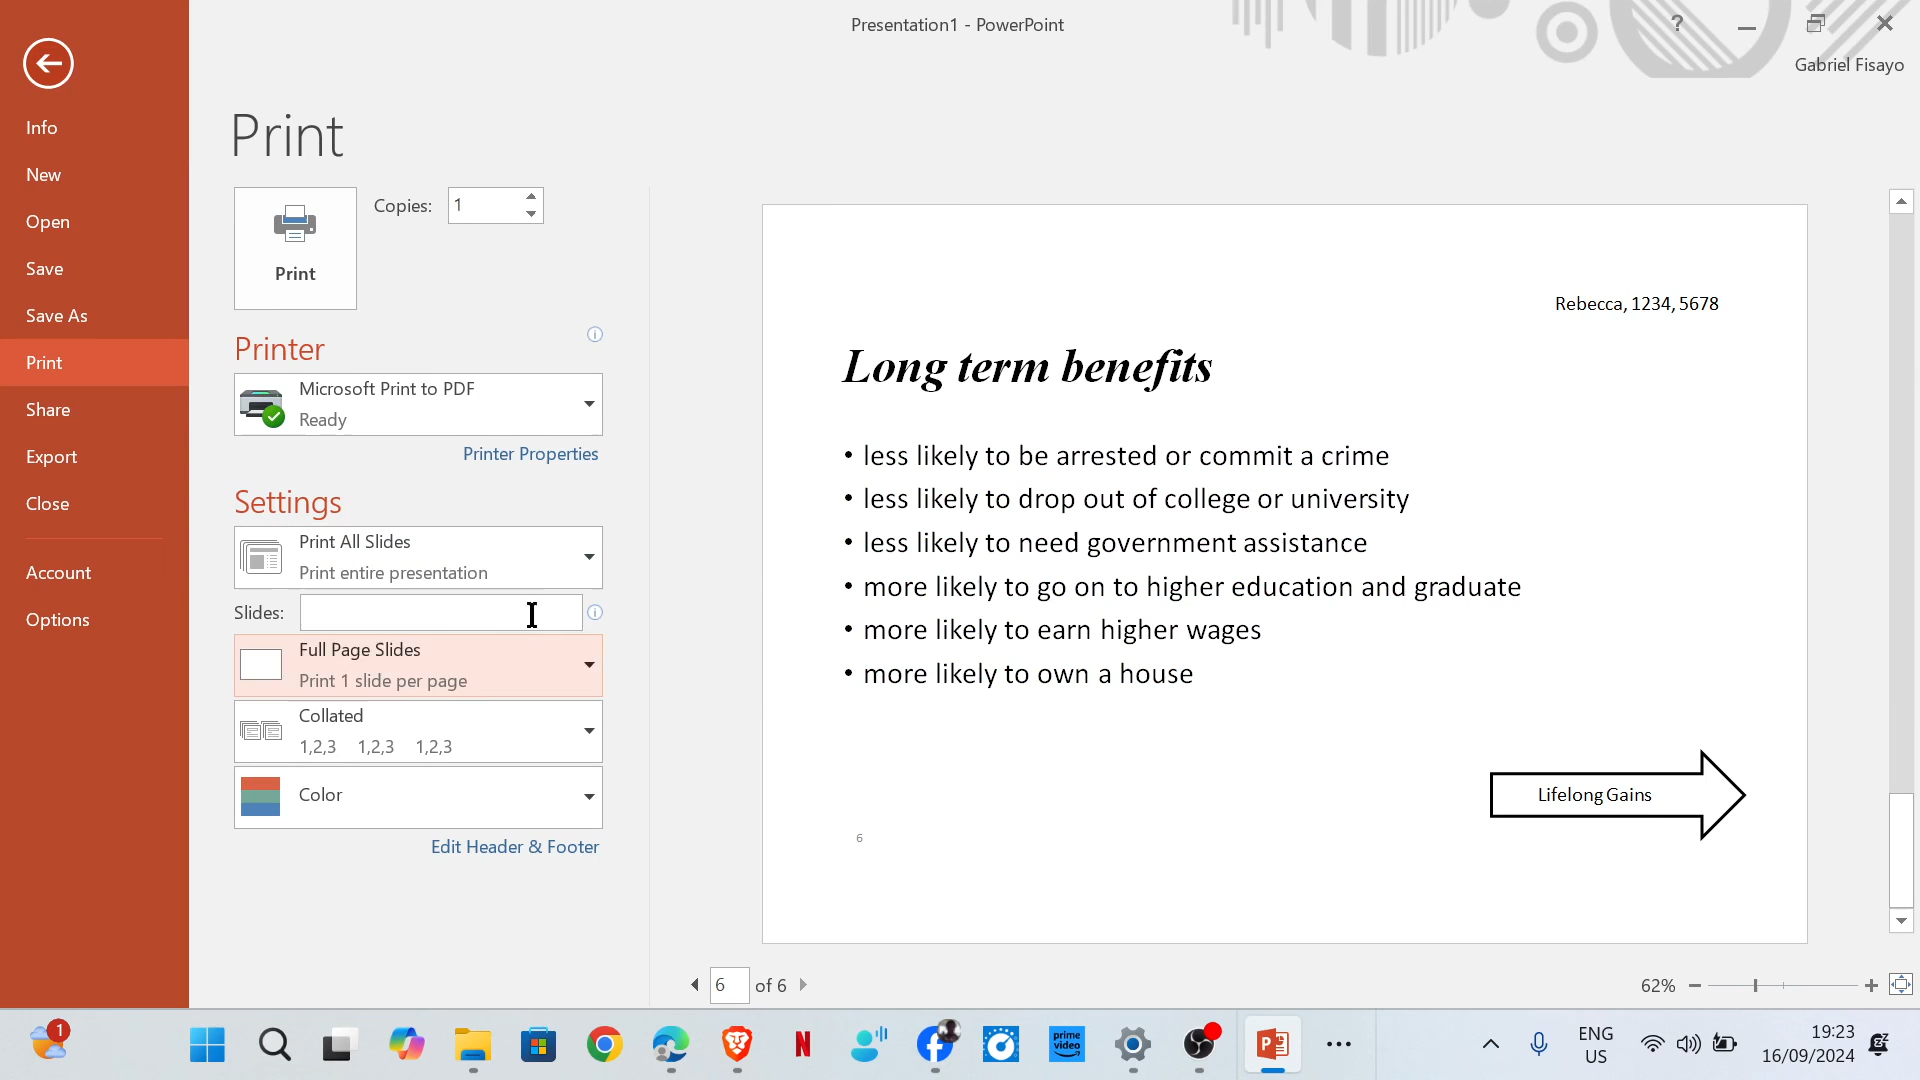 Presentation1 - PowerPoint
?
Gabriel Fisayo
Info
New
Open
Save
Save As
Print
Share
Export
Close
Account
Options
Print
Print
Copies: 1
Printer
Microsoft Print to PDF
Ready
Printer Properties
Settings
Print All Slides
Print entire presentation
Slides:
Full Page Slides
Print 1 slide per page
Collated
1,2,3 1,2,3 1,2,3
Color
Edit Header & Footer
Rebecca, 1234, 5678
Long term benefits
• less likely to be arrested or commit a crime
• less likely to drop out of college or university
• less likely to need government assistance
• more likely to go on to higher education and graduate
• more likely to earn higher wages
• more likely to own a house
Lifelong Gains
6
6 of 6
62%
1
N
prime video
P
ENG
US
19:23
16/09/2024